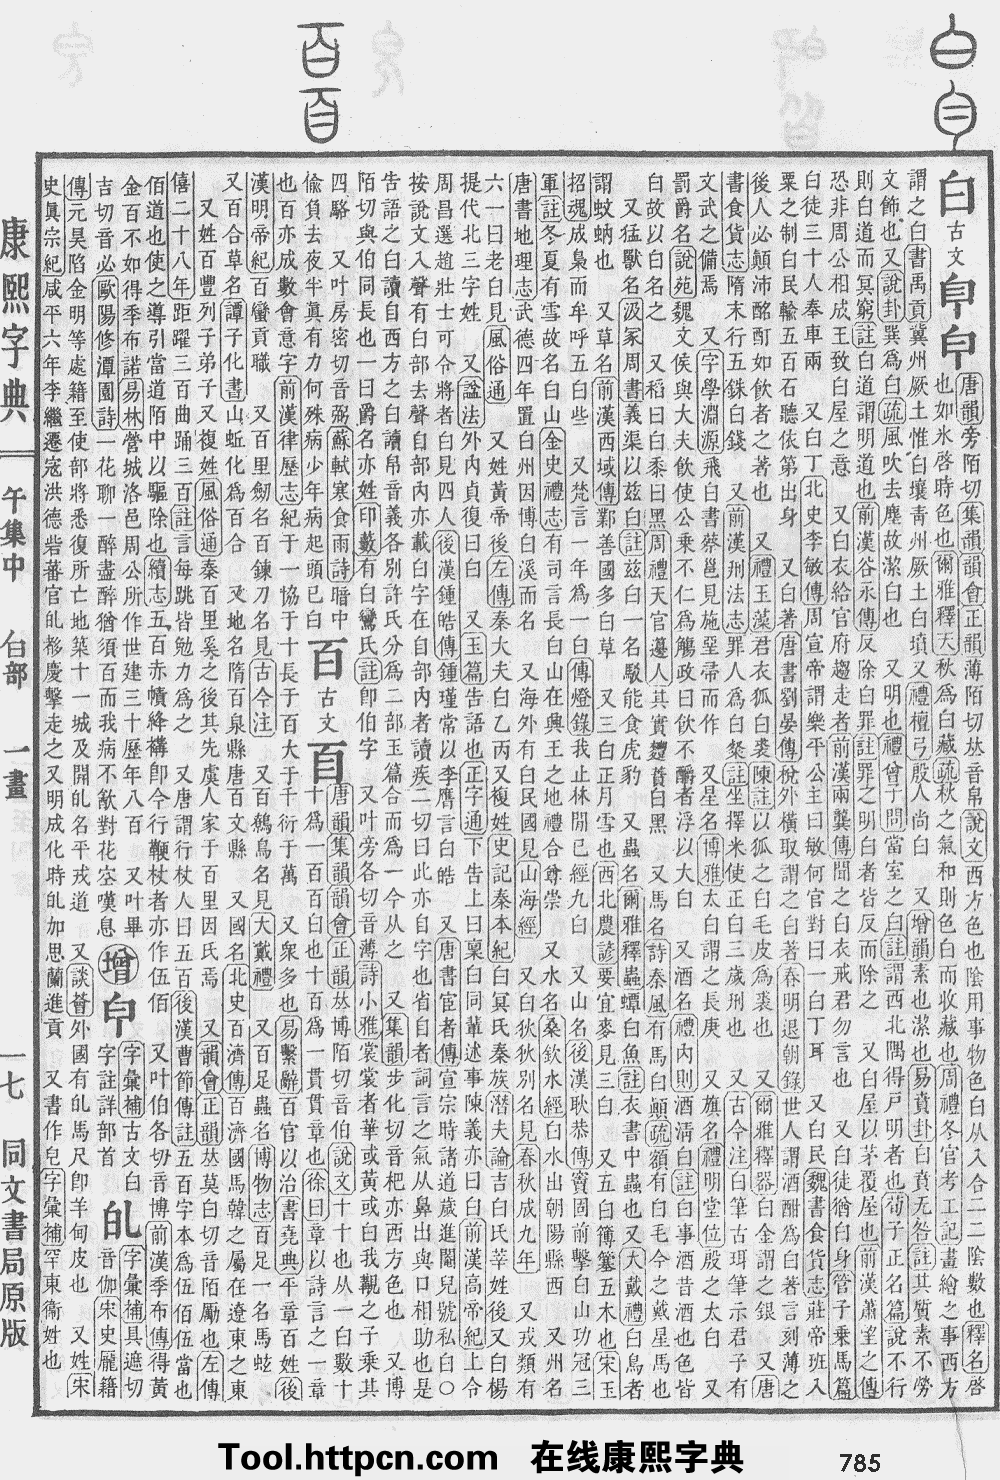 白 古文
唐韻旁陌切集韻韻會正韻薄陌切𠀤音帛說文西方色也陰用事物色白从入合二二陰數也釋名啓
也如氷啓時色也爾雅釋天秋爲白藏疏秋之氣和則色白而收藏也周禮冬官考工記畫繢之事西方
謂之白書禹貢冀州厥土惟白壤靑州厥土白墳又禮檀弓殷人尚白 又增韻素也潔也易賁卦白賁无咎註其質素不勞
文飾也又說卦巽爲白疏風吹去塵故潔白也 又明也禮曾子問當室之白註謂西北隅得戸明者也荀子正名篇說不行
則白道而冥窮註白道謂明道也前漢谷永傳反除白罪註罪之明白者皆反而除之 又白屋以茅覆屋也前漢蕭望之傳
恐非周公相成王致白屋之意 又白衣給官府趨走者前漢兩龔傳聞之白衣戒君勿言也 又白徒猶白身管子乗馬篇
白徒三十人奉車兩 又白丁北史李敏傳周宣帝謂樂平公主曰敏何官對曰一白丁耳 又白民魏書食貨志莊帝班入
粟之制白民輸五百石聽依第出身 又白著唐書劉晏傳稅外橫取謂之白著春明退朝錄世人謂酒酣爲白著言刻薄之
後人必顚沛酩酊如飮者之著也 又禮玉藻君衣狐白裘陳註以狐之白毛皮爲裘也 又爾雅釋器白金謂之銀 又唐
書食貨志隋末行五銖白錢 又前漢𠛬法志罪人爲白粲註坐擇米使正白三歲𠛬也 又古今注白筆古珥筆示君子有
文武之備焉 又字學淵源飛白書蔡邕見施堊帚而作 又星名博雅太白謂之長庚 又旗名禮明堂位殷之太白 又
罰爵名說苑魏文侯與大夫飮使公乗不仁爲觴政曰飮不釂者浮以大白 又酒名禮內則酒淸白註白事酒昔酒也色皆
白故以白名之 又稻曰白黍曰黑周禮天官籩人其實麷蕡白黑 又馬名詩秦風有馬白顚疏額有白毛今之戴星馬也
 又猛獸名汲冢周書義渠以兹白註兹白一名駮能食虎豹 又蟲名爾雅釋蟲蟫白魚註衣書中蟲也又大戴禮白鳥者
謂蚊蚋也 又草名前漢西域傳鄯善國多白草 又三白正月雪也西北農諺要宜麥見三白 又五白簙簺五木也宋玉
招魂成梟而牟呼五白些 又梵言一年爲一白傳燈錄我止林閒已經九白 又山名後漢耿恭傳竇固前擊白山功冠三
軍註冬夏有雪故名白山金史禮志有司言長白山在興王之地禮合尊崇 又水名桑欽水經白水出朝陽縣西 又州名
唐書地理志武德四年置白州因博白溪而名 又海外有白民國見山海經 又白狄狄別名見春秋成九年 又戎類有
六一曰老白見風俗通 又姓黃帝後左傳秦大夫白乙丙又複姓史記秦本紀又白冥氏秦族潛夫論吉白氏莘姓後又白楊
提代北三字姓 又諡法外內貞復曰白 又玉篇告語也正字通下告上曰稟白同輩述事陳義亦曰白前漢高帝紀上令
周昌選趙壯士可令將者白見四人後漢鍾皓傳鍾瑾常以李膺言白皓 又唐書宦者傳宣宗時諸道歲進閹兒號私白〇
按說文入聲有白部去聲自部內亦載白字在自部內者讀疾二切曰此亦自字也省自者詞言之气从鼻出與口相助也是
告語之白讀自西方之白讀帛音義各別許氏分爲二部玉篇合而爲一今从之 又集韻步化切音杷亦西方色也 又博
陌切與伯同長也一曰爵名亦姓印藪有白鸞氏註卽伯字 又叶旁各切音薄詩小雅裳裳者華或黃或白我覯之子乗其
四駱 又叶房密切音弼蘇軾寒食雨詩暗中
偷負去夜半眞有力何殊病少年病起頭已白
百 古文 𦣻
唐韻集韻韻會正韻𠀤博陌切音伯說文十十也从一白數十
十爲一百百白也十百爲一貫貫章也徐曰章以詩言之一章
也百亦成數會意字前漢律歷志紀于一協于十長于百大于千衍于萬 又衆多也易繫辭百官以治書堯典平章百姓後
漢明帝紀百蠻貢職 又百里劒名百鍊刀名見古今注 又百鷯鳥名見大戴禮 又百足蟲名博物志百足一名馬蚿
又百合草名譚子化書山蚯化爲百合 又地名隋百泉縣唐百文縣 又國名北史百濟傳百濟國馬韓之屬在遼東之東
 又姓百豐列子弟子又複姓風俗通秦百里奚之後其先虞人家于百里因氏焉 又韻會正韻𠀤莫白切音陌勵也左傳
僖二十八年距躍三百曲踊三百註言每跳皆勉力爲之 又唐謂行杖人曰五百後漢曹節傳註五百字本爲伍伯伍當也
佰道也使之導引當道陌中以驅除也續志五百赤幘絳褠卽今行鞭杖者亦作伍佰 又叶伯各切音博前漢季布傳得黃
金百不如得季布諾易林營城洛邑周公所作世建三十歷年八百 又叶畢
吉切音必歐陽修潭園詩一花聊一醉盡醉猶須百而我病不飮對花空嘆息
增 㿝
字彙補古文白
字註詳部首
癿
字彙補具遮切
音伽宋史龎籍
傳元昊陷金明等處籍至使部將悉復所亡地築十一城及開癿名平戎道 又談薈外國有癿馬尺卽羊甸皮也 又姓宋
史眞宗紀咸平六年李繼遷寇洪德砦蕃官癿㭫慶擊走之又明成化時癿加思蘭進貢 又書作皀字彙補罕東衞姓也
康熙字典 午集中 白部 一畫 一七 同文書局原版
Tool.httpcn.com 在线康熙字典 785